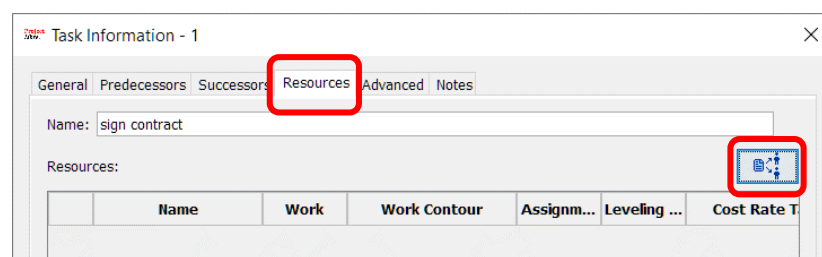 Task Information - 1
General Predecessors Successors Resources Advanced Notes
Name: sign contract
Resources:
Name Work Work Contour Assignm... Leveling ... Cost Rate T